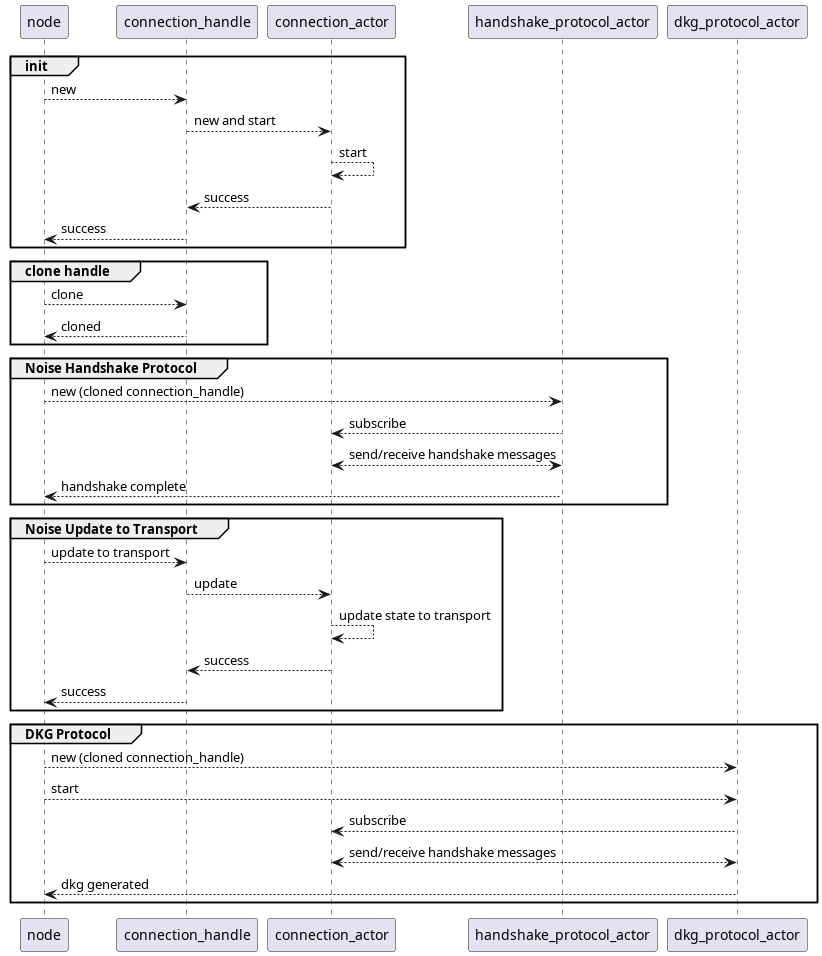 node connection_handle connection_actor handshake_protocol_actor dkg_protocol_actor
init
new
new and start
start
success
success
clone handle
clone
cloned
Noise Handshake Protocol
new (cloned connection_handle)
subscribe
send/receive handshake messages
handshake complete
Noise Update to Transport
update to transport
update
update state to transport
success
success
DKG Protocol
new (cloned connection_handle)
start
subscribe
send/receive handshake messages
dkg generated
node connection_handle connection_actor handshake_protocol_actor dkg_protocol_actor